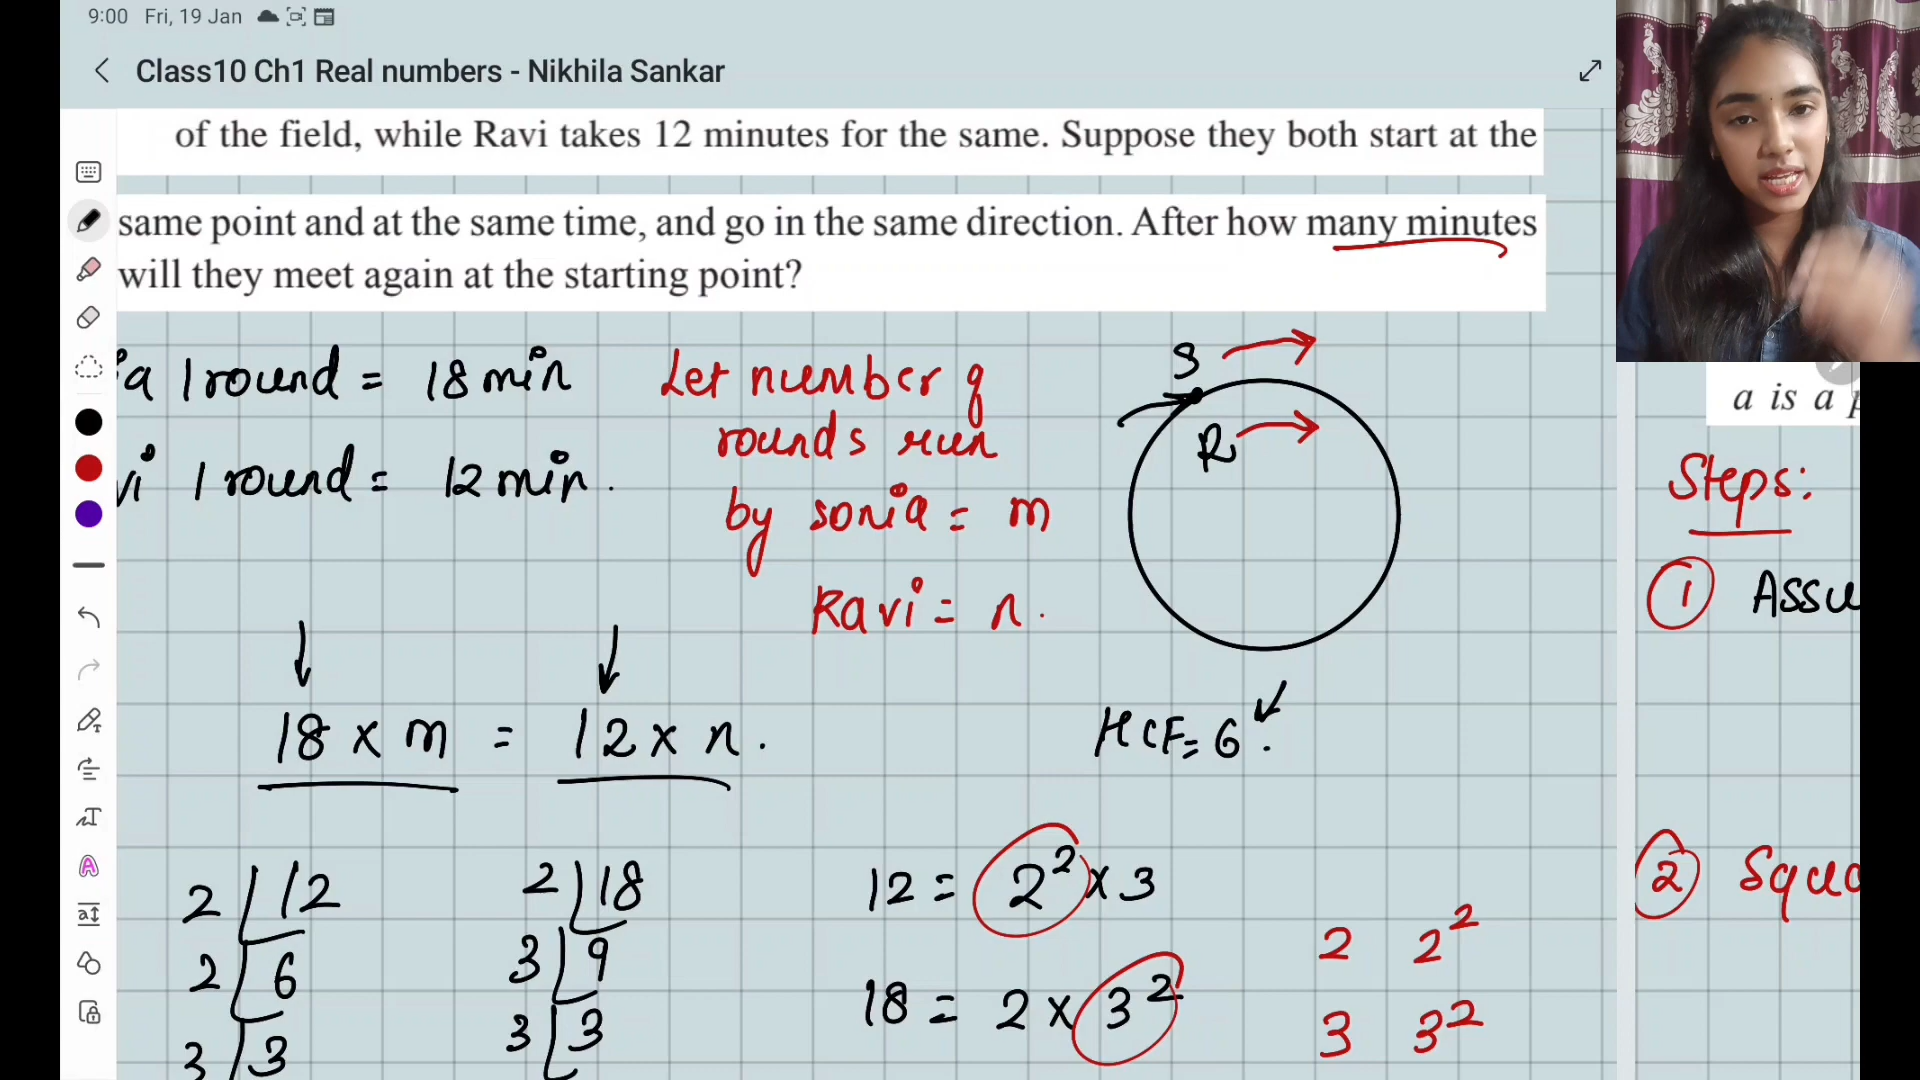 9:00 Fri, 19 Jan
Class10 Ch1 Real numbers - Nikhila Sankar
of the field, while Ravi takes 12 minutes for the same. Suppose they both start at the
same point and at the same time, and go in the same direction. After how many minutes
will they meet again at the starting point?
ia 1 round = 18 min
vi 1 round = 12 min.
Let number of
rounds run
by sonia = m
Ravi = n.
S
R
18 x m = 12 x n.
HCF = 6.
2 12
2 6
3 3
2 18
3 9
3 3
12 = 2² x 3
18 = 2 x 3²
2 2²
3 3²
a is a p
Steps:
1 Assu
2 Squa